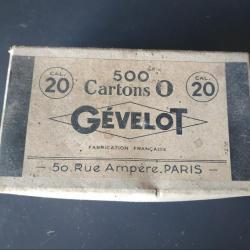 500
CAL. 20 Cartons O CAL. 20
GÉVELOT
FABRICATION FRANÇAISE
50, Rue Ampère, PARIS